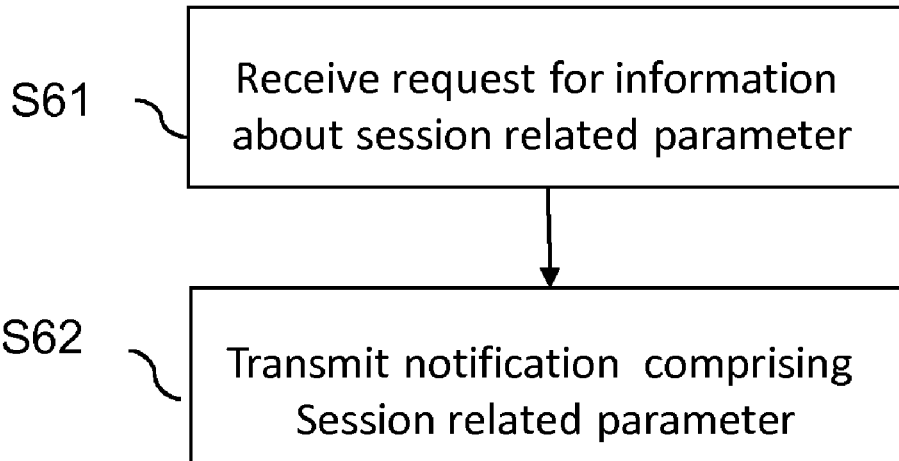 S61
Receive request for information
about session related parameter
S62
Transmit notification comprising
Session related parameter